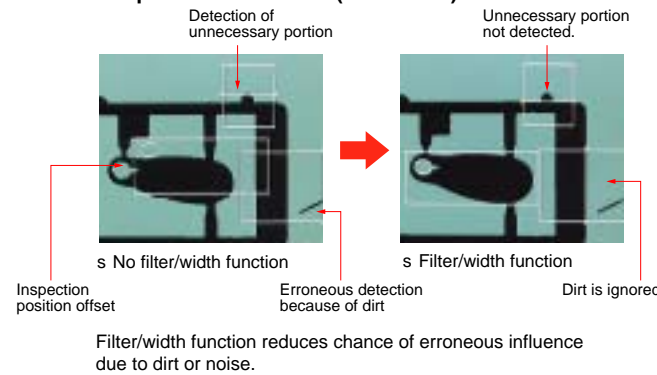 Detection of
unnecessary portion
Unnecessary portion
not detected.
s No filter/width function
s Filter/width function
Inspection
position offset
Erroneous detection
because of dirt
Dirt is ignored
Filter/width function reduces chance of erroneous influence
due to dirt or noise.